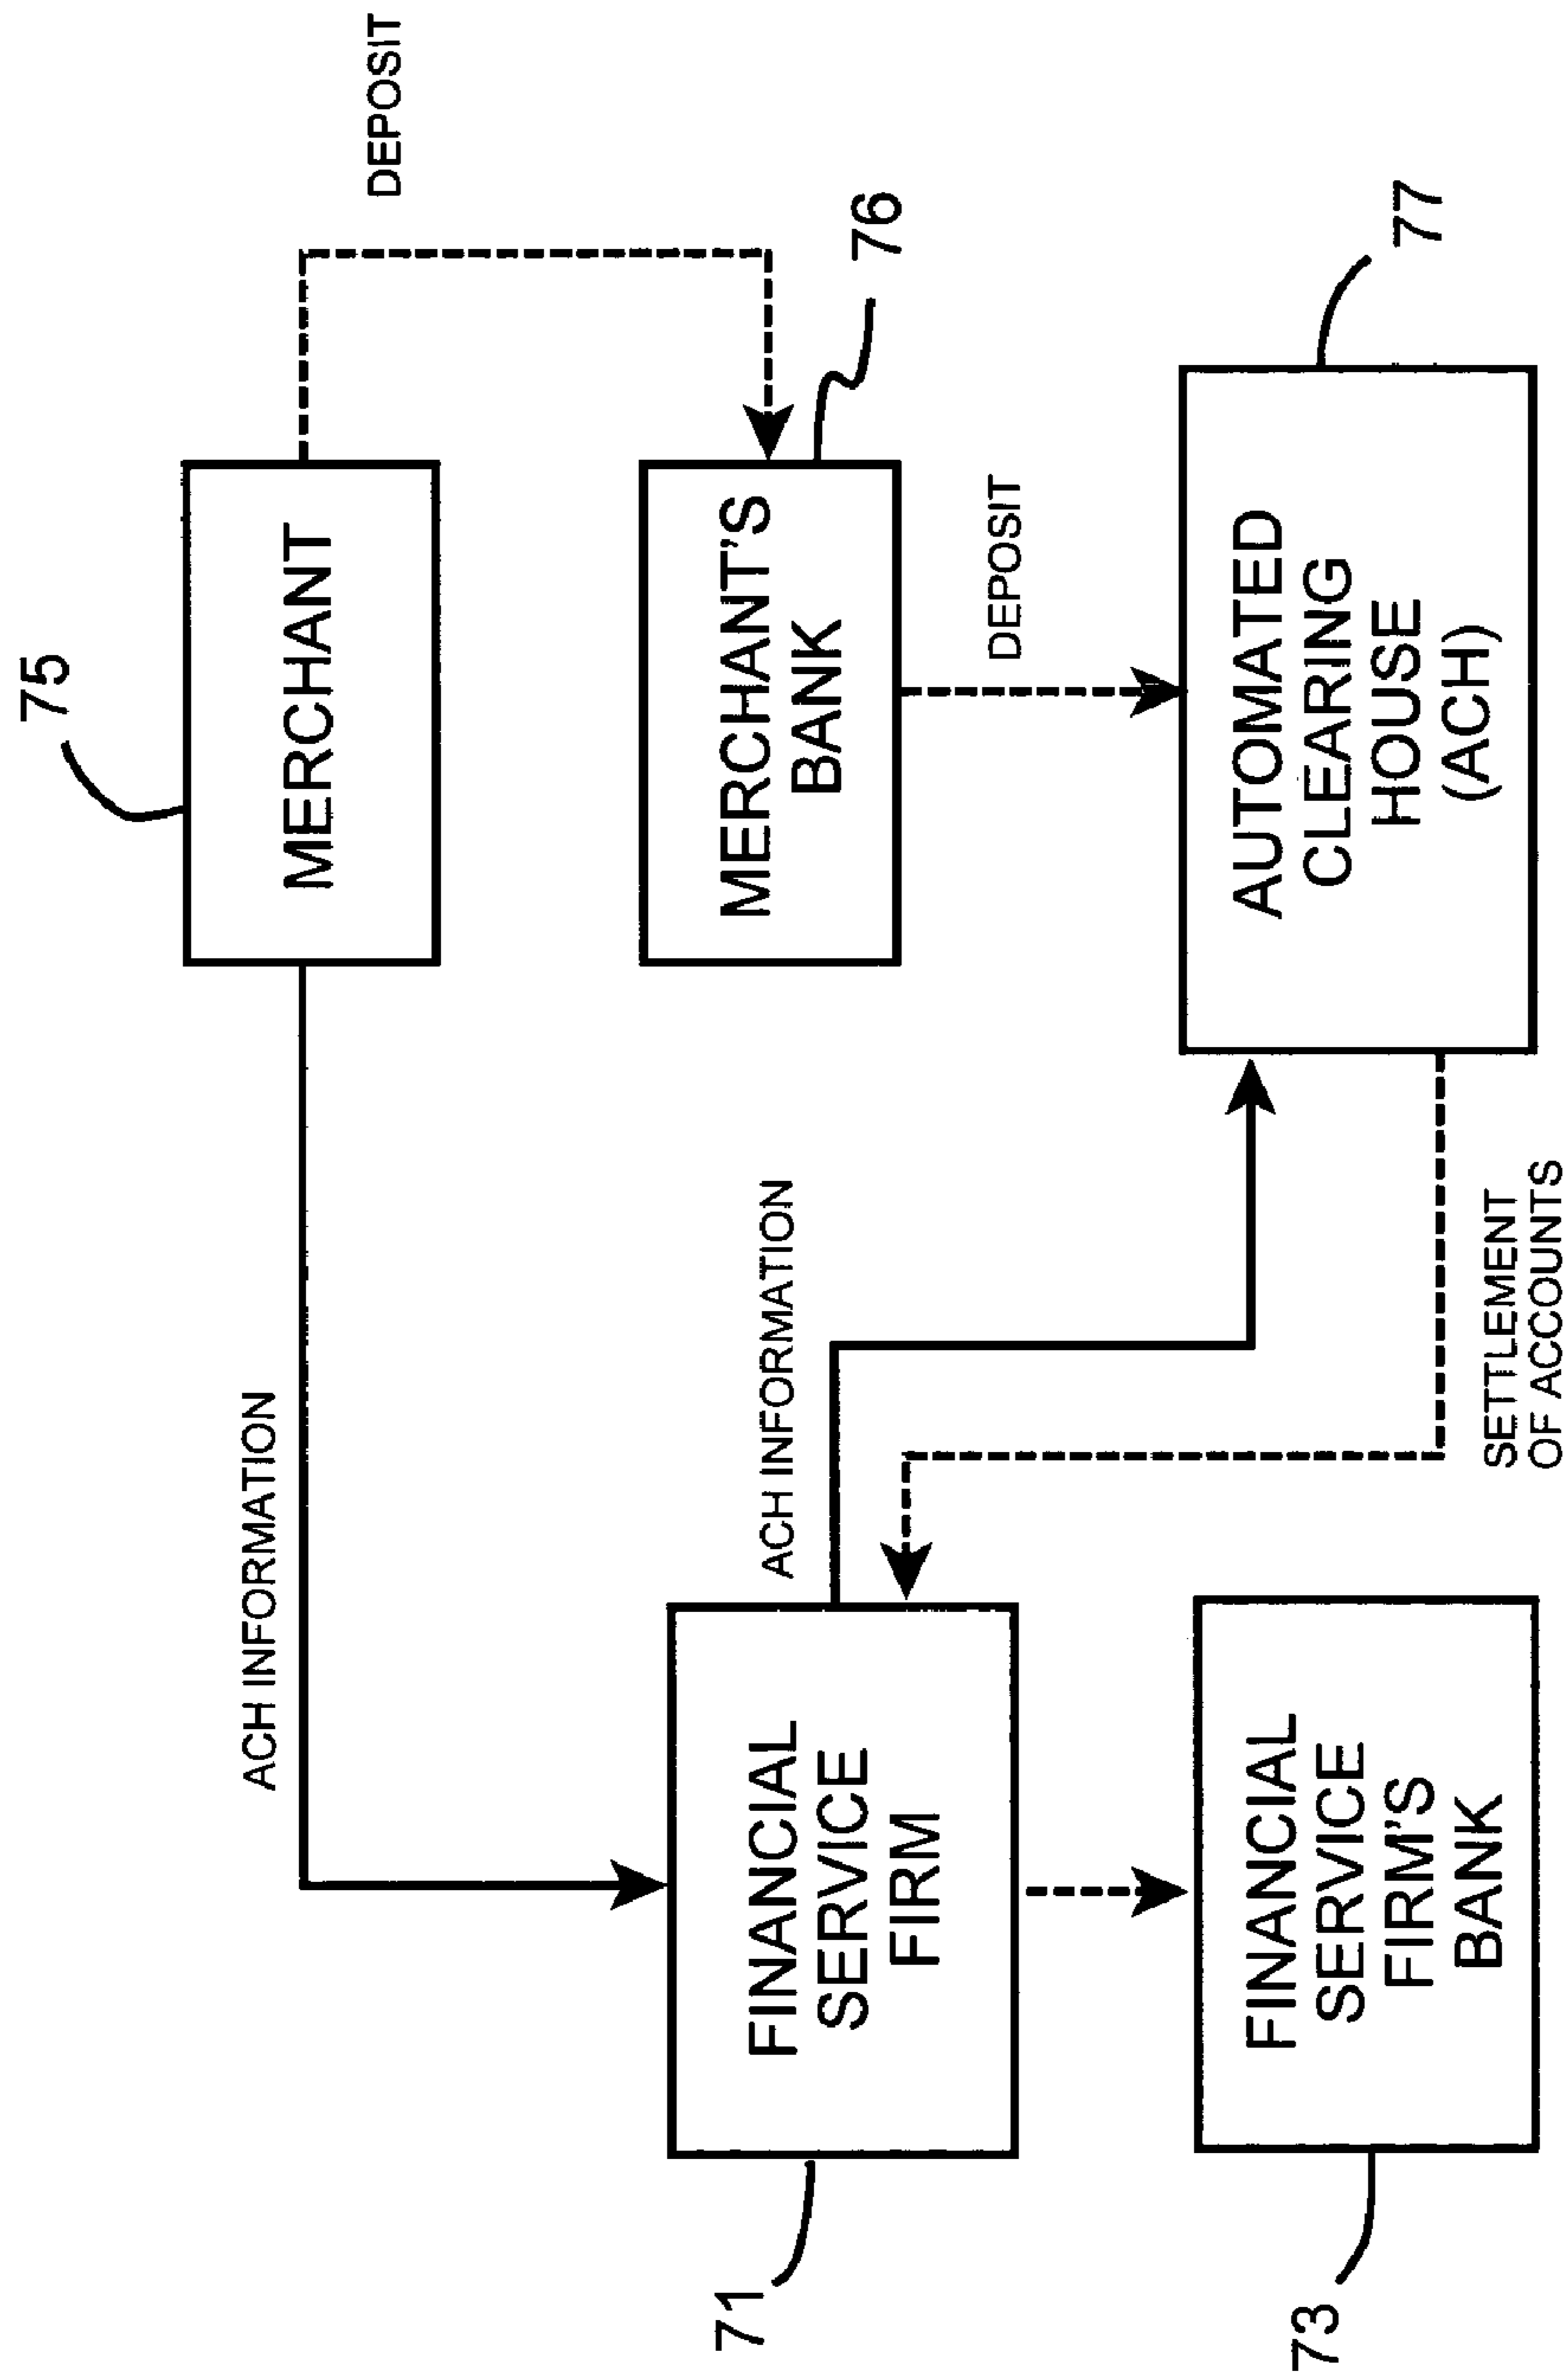 75
MERCHANT
DEPOSIT
ACH INFORMATION
MERCHANT'S
BANK
76
DEPOSIT
71
FINANCIAL
SERVICE
FIRM
ACH INFORMATION
AUTOMATED
CLEARING
HOUSE
(ACH)
77
73
FINANCIAL
SERVICE
FIRM'S
BANK
SETTLEMENT
OF ACCOUNTS